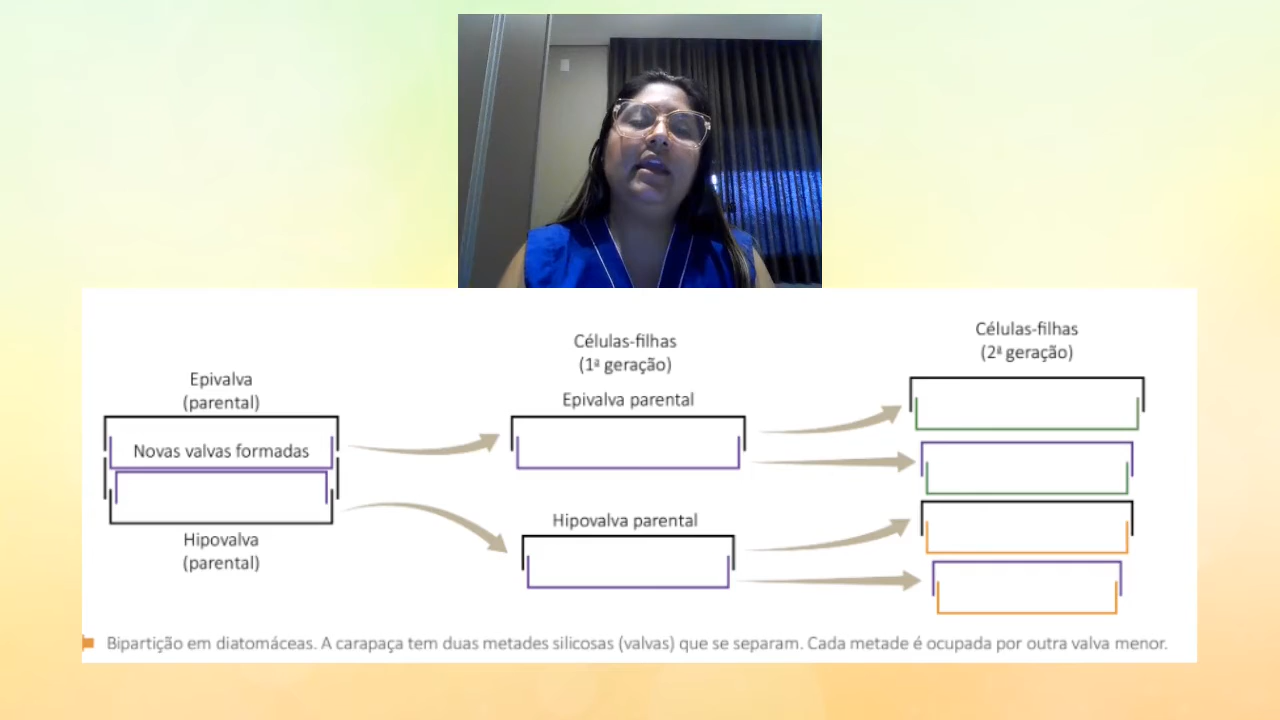 Epivalva
(parental)
Novas valvas formadas
Hipovalva
(parental)
Células-filhas
(1ª geração)
Epivalva parental
Hipovalva parental
Células-filhas
(2ª geração)
Bipartição em diatomáceas. A carapaça tem duas metades silicosas (valvas) que se separam. Cada metade é ocupada por outra valva menor.